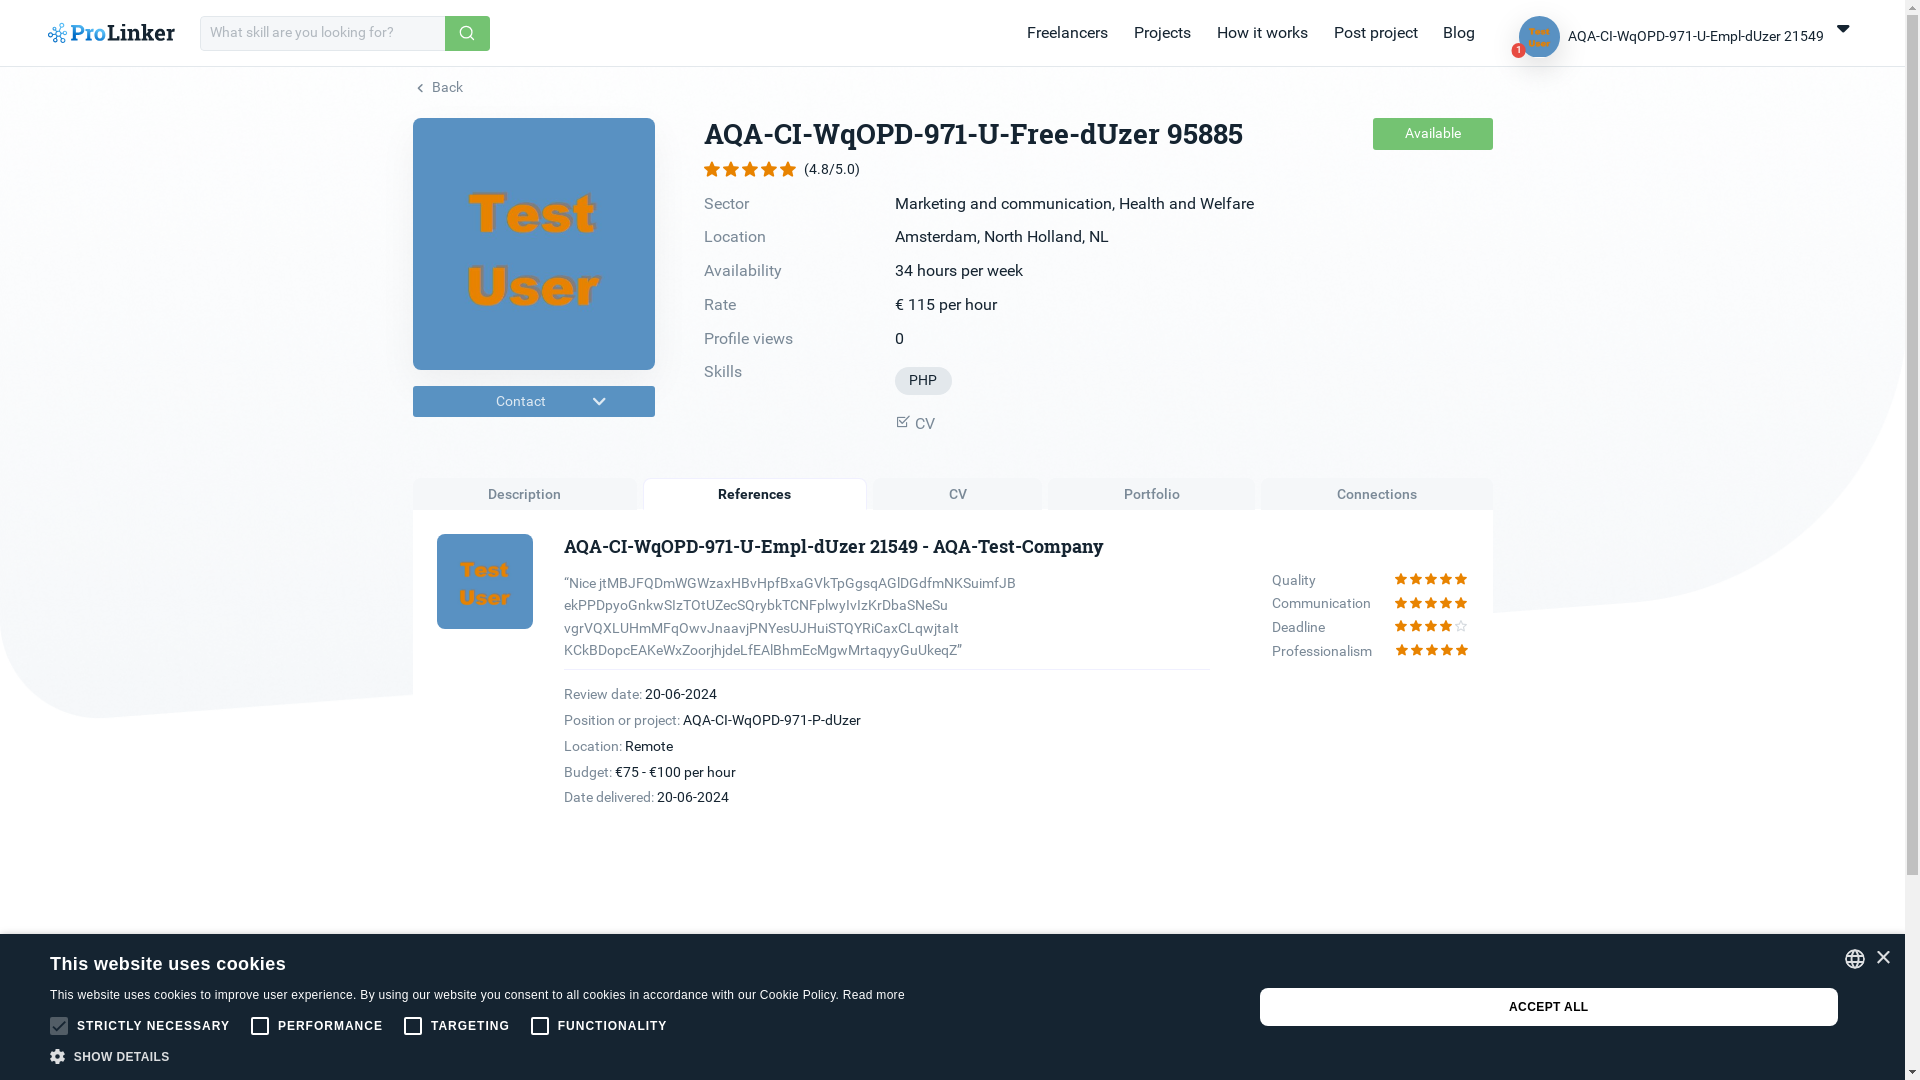 ProLinker
What skill are you looking for?
Freelancers Projects How it works Post project Blog
Test
User
1
AQA-CI-WqOPD-971-U-Empl-dUzer 21549
Back
Test
User
Contact
AQA-CI-WqOPD-971-U-Free-dUzer 95885
Available
(4.8/5.0)
Sector Marketing and communication, Health and Welfare
Location Amsterdam, North Holland, NL
Availability 34 hours per week
Rate € 115 per hour
Profile views 0
Skills PHP
CV
Description References CV Portfolio Connections
Test
User
AQA-CI-WqOPD-971-U-Empl-dUzer 21549 - AQA-Test-Company
“Nice jtMBJFQDmWGWzaxHBvHpfBxaGVkTpGgsqAGlDGdfmNKSuimfJB
ekPPDpyoGnkwSIzTOtUZecSQrybkTCNFplwyIvIzKrDbaSNeSu
vgrVQXLUHmMFqOwvJnaavjPNYesUJHuiSTQYRiCaxCLqwjtaIt
KCkBDopcEAKeWxZoorjhjdeLfEAlBhmEcMgwMrtaqyyGuUkeqZ”
Quality
Communication
Deadline
Professionalism
Review date: 20-06-2024
Position or project: AQA-CI-WqOPD-971-P-dUzer
Location: Remote
Budget: €75 - €100 per hour
Date delivered: 20-06-2024
This website uses cookies
This website uses cookies to improve user experience. By using our website you consent to all cookies in accordance with our Cookie Policy. Read more
STRICTLY NECESSARY PERFORMANCE TARGETING FUNCTIONALITY
SHOW DETAILS
ACCEPT ALL
×